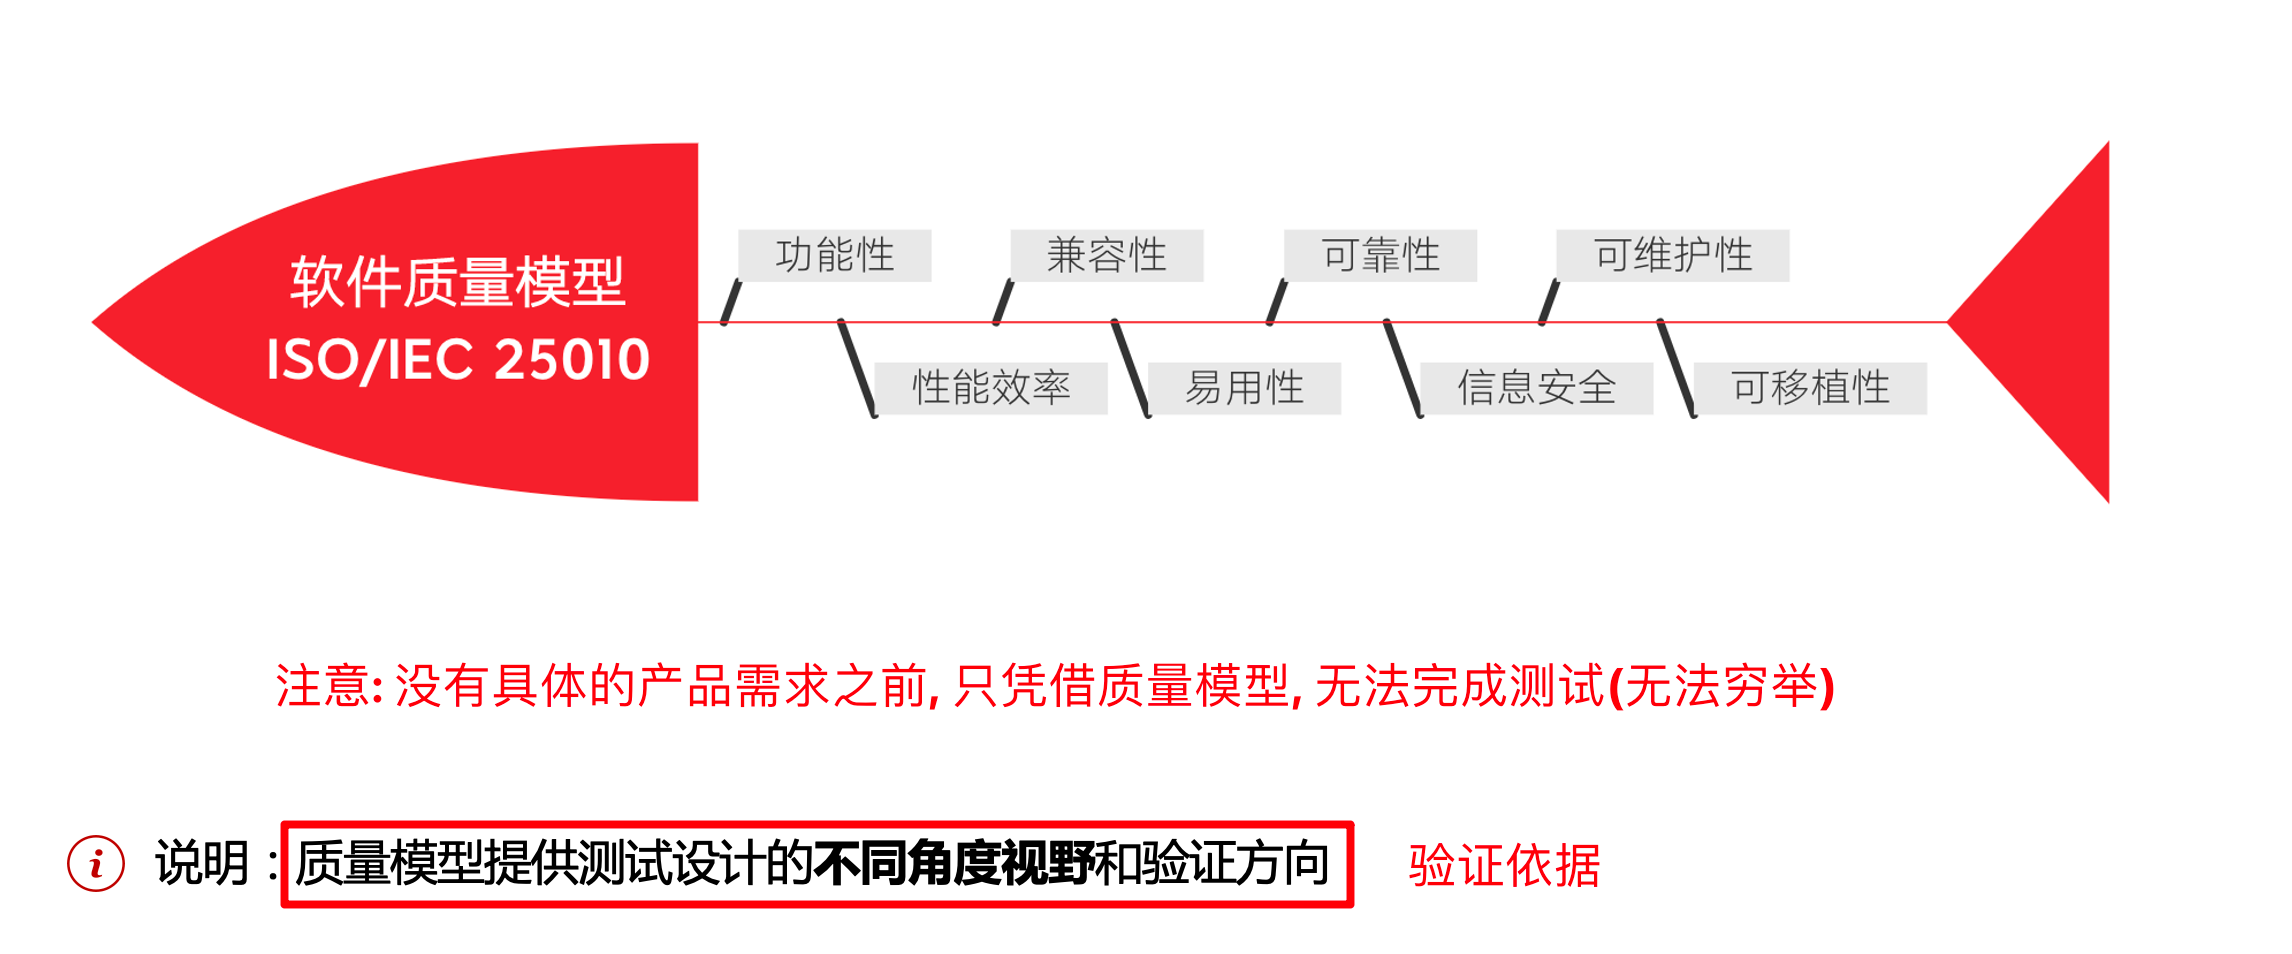 软件质量模型
ISO/IEC 25010
功能性
兼容性
可靠性
可维护性
性能效率
易用性
信息安全
可移植性
注意: 没有具体的产品需求之前, 只凭借质量模型, 无法完成测试(无法穷举)
i 说明：质量模型提供测试设计的不同角度视野和验证方向 验证依据